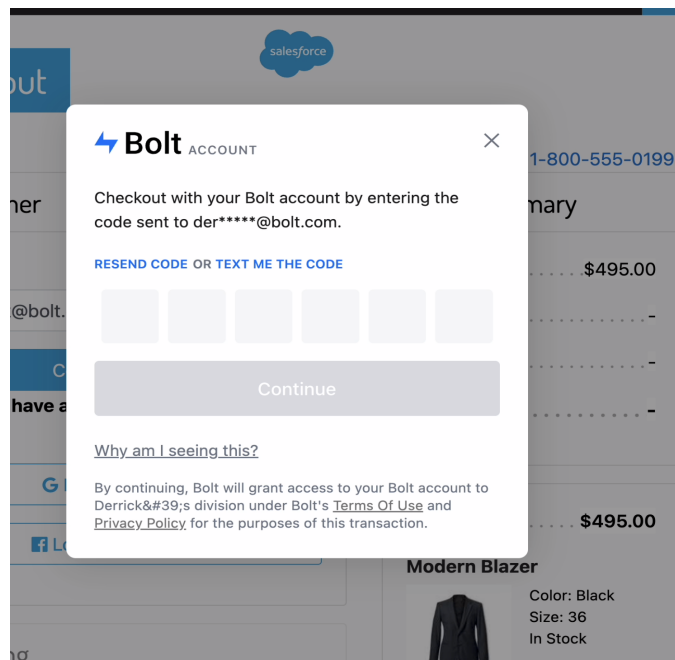 salesforce
out
Bolt ACCOUNT
1-800-555-0199
Checkout with your Bolt account by entering the
code sent to der*****@bolt.com.
mary
RESEND CODE OR TEXT ME THE CODE
......$495.00
@bolt.
.............-
Continue
.............-
have a
...........-
Why am I seeing this?
By continuing, Bolt will grant access to your Bolt account to
Derrick&#39;s division under Bolt's Terms Of Use and
Privacy Policy for the purposes of this transaction.
..... $495.00
Modern Blazer
Color: Black
Size: 36
In Stock